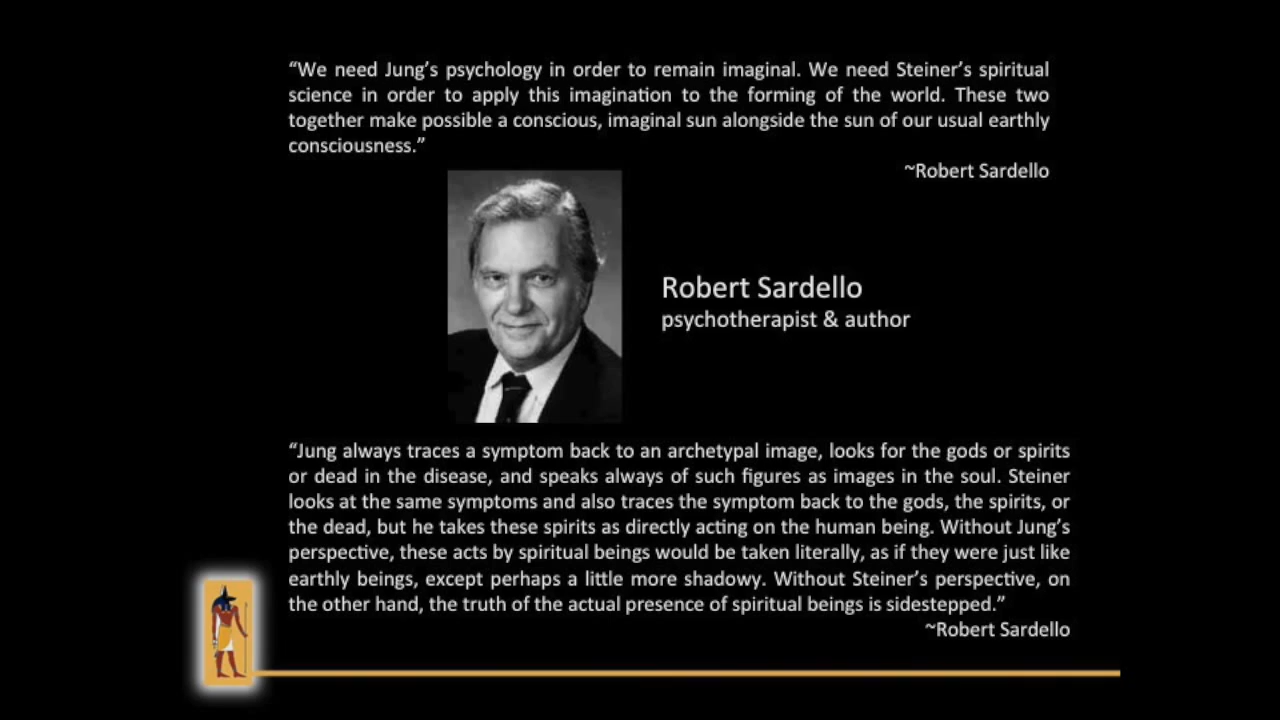 “We need Jung’s psychology in order to remain imaginal. We need Steiner’s spiritual
science in order to apply this imagination to the forming of the world. These two
together make possible a conscious, imaginal sun alongside the sun of our usual earthly
consciousness.”
~Robert Sardello
Robert Sardello
psychotherapist & author
“Jung always traces a symptom back to an archetypal image, looks for the gods or spirits
or dead in the disease, and speaks always of such figures as images in the soul. Steiner
looks at the same symptoms and also traces the symptom back to the gods, the spirits, or
the dead, but he takes these spirits as directly acting on the human being. Without Jung’s
perspective, these acts by spiritual beings would be taken literally, as if they were just like
earthly beings, except perhaps a little more shadowy. Without Steiner’s perspective, on
the other hand, the truth of the actual presence of spiritual beings is sidestepped.”
~Robert Sardello